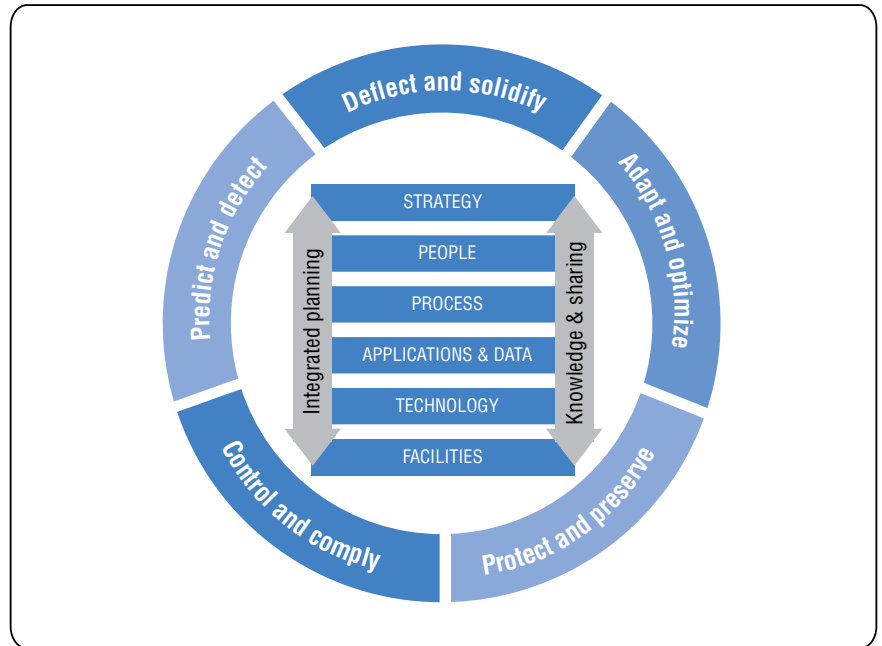 Deflect and solidify
Adapt and optimize
Protect and preserve
Control and comply
Predict and detect
STRATEGY
PEOPLE
PROCESS
APPLICATIONS & DATA
TECHNOLOGY
FACILITIES
Integrated planning
Knowledge & sharing